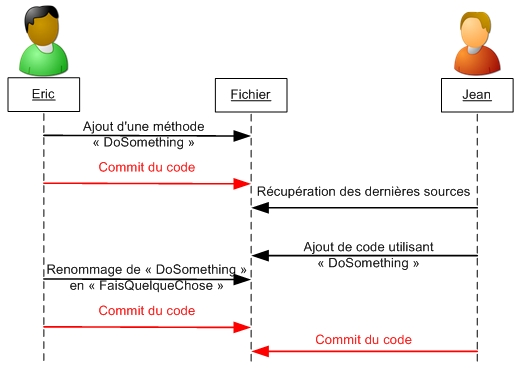 Eric
Fichier
Jean
Ajout d'une méthode
« DoSomething »
Commit du code
Récupération des dernières sources
Ajout de code utilisant
« DoSomething »
Renommage de « DoSomething »
en « FaisQuelqueChose »
Commit du code
Commit du code